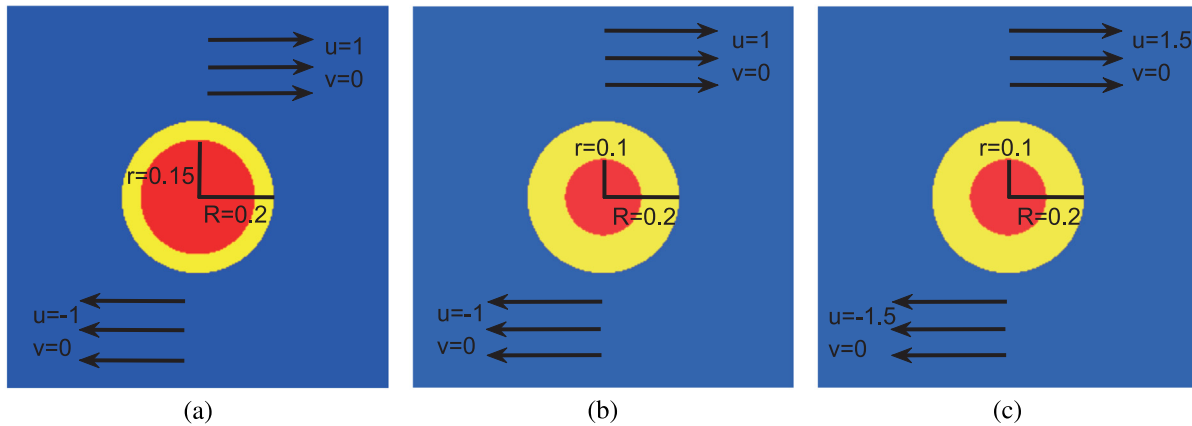 u=1
v=0
r=0.15
R=0.2
u=-1
v=0
(a)
u=1
v=0
r=0.1
R=0.2
u=-1
v=0
(b)
u=1.5
v=0
r=0.1
R=0.2
u=-1.5
v=0
(c)